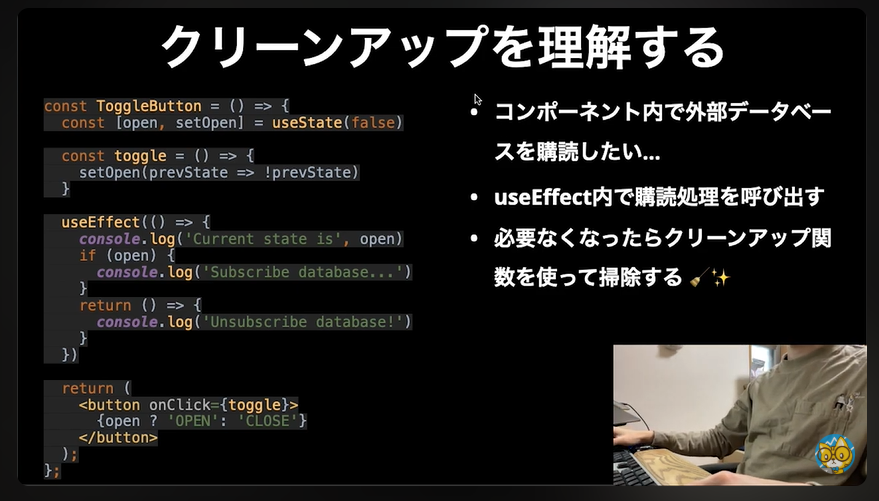 クリーンアップを理解する
const ToggleButton = () => {
const [open, setOpen] = useState(false)
const toggle = () => {
setOpen(prevState => !prevState)
}
useEffect(() => {
console.log('Current state is', open)
if (open) {
console.log('Subscribe database...')
}
return () => {
console.log('Unsubscribe database!')
}
})
return (
<button onClick={toggle}>
{open ? 'OPEN': 'CLOSE'}
</button>
);
};
• コンポーネント内で外部データベー
スを購読したい...
• useEffect内で購読処理を呼び出す
• 必要なくなったらクリーンアップ関
数を使って掃除する 🧹✨